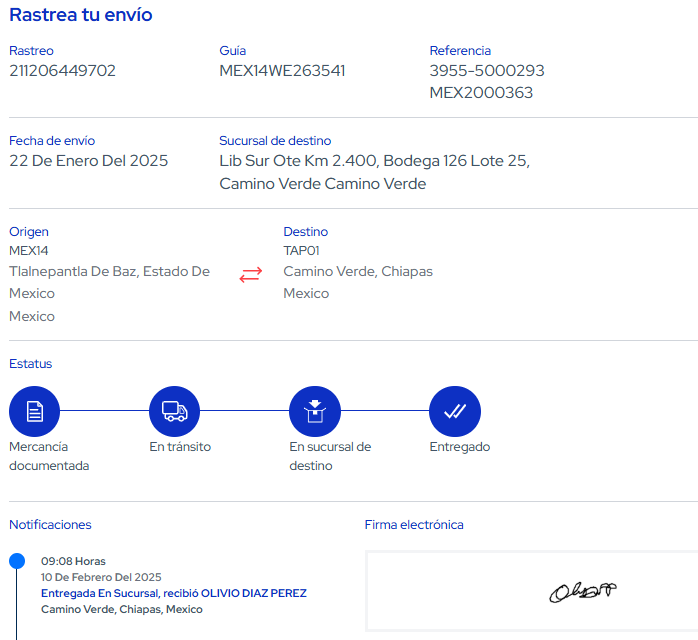 Rastrea tu envío
Rastreo
211206449702
Guía
MEX14WE263541
Referencia
3955-5000293
MEX2000363
Fecha de envío
22 De Enero Del 2025
Sucursal de destino
Lib Sur Ote Km 2.400, Bodega 126 Lote 25,
Camino Verde Camino Verde
Origen
MEX14
Tlalnepantla De Baz, Estado De
Mexico
Mexico
Destino
TAP01
Camino Verde, Chiapas
Mexico
Estatus
Mercancía
documentada
En tránsito
En sucursal de
destino
Entregado
Notificaciones
09:08 Horas
10 De Febrero Del 2025
Entregada En Sucursal, recibió OLIVIO DIAZ PEREZ
Camino Verde, Chiapas, Mexico
Firma electrónica